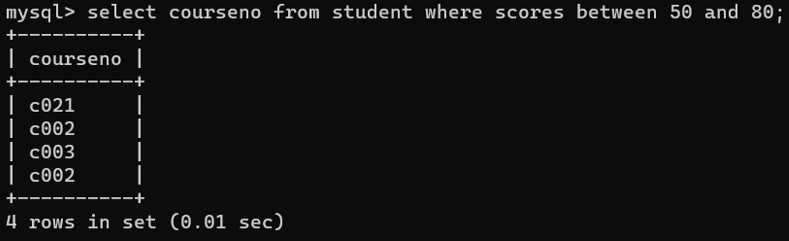 mysql> select courseno from student where scores between 50 and 80;
+----------+
| courseno |
+----------+
| c021     |
| c002     |
| c003     |
| c002     |
+----------+
4 rows in set (0.01 sec)